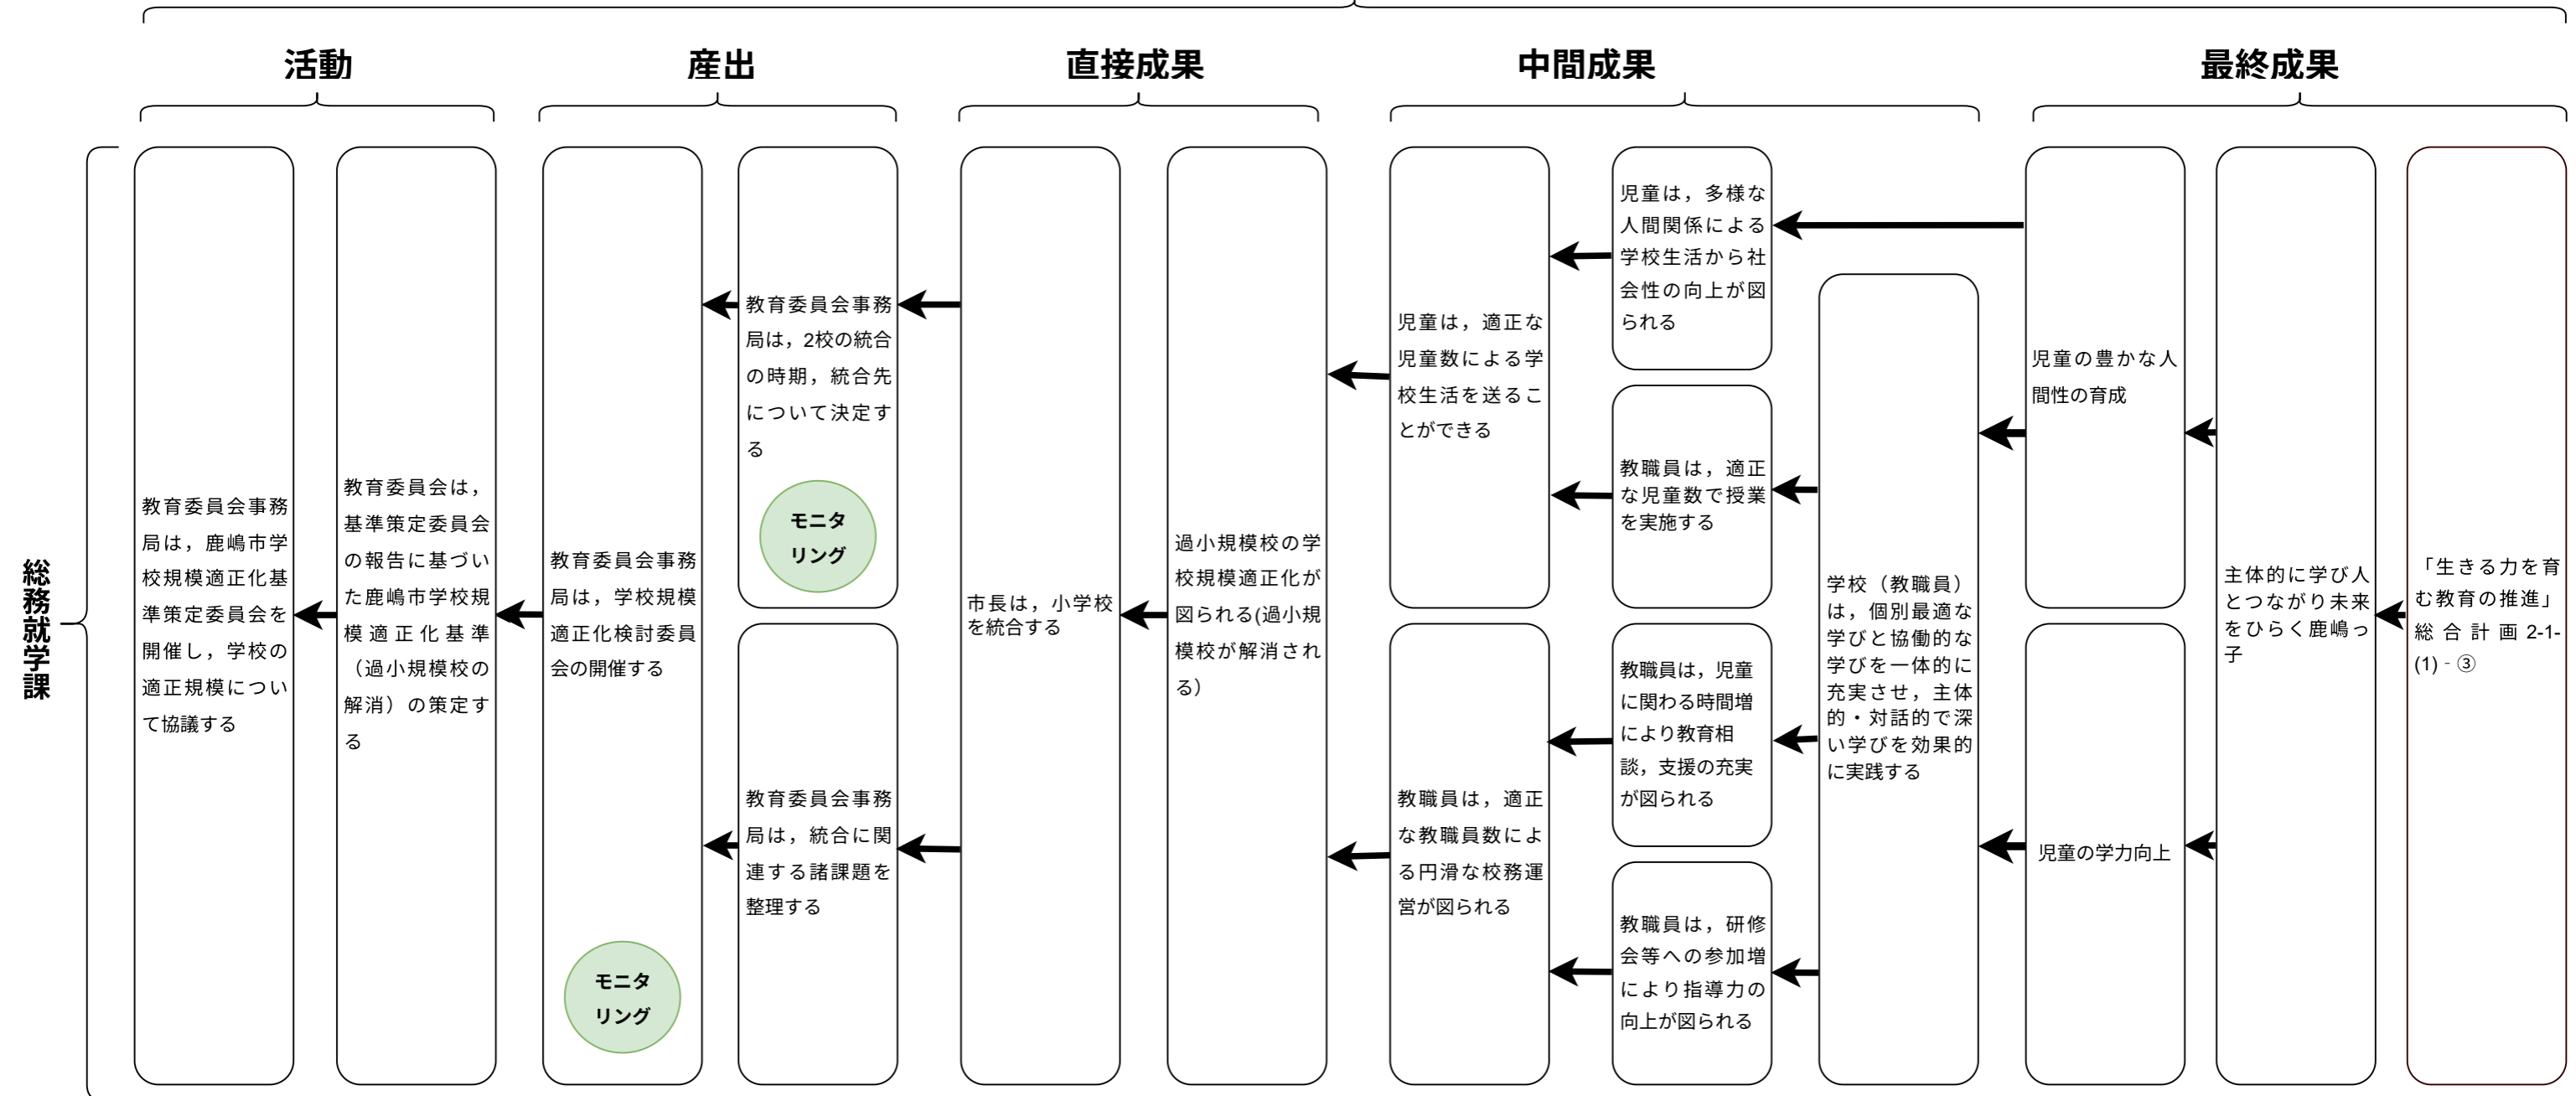 活動
産出
直接成果
中間成果
最終成果
総務就学課
教育委員会事務
局は，鹿嶋市学
校規模適正化基
準策定委員会を
開催し，学校の
適正規模につい
て協議する
教育委員会は，
基準策定委員会
の報告に基づい
た鹿嶋市学校規
模適正化基準
（過小規模校の
解消）の策定す
る
教育委員会事務
局は，学校規模
適正化検討委員
会の開催する
モニタ
リング
教育委員会事務
局は，2校の統合
の時期，統合先
について決定す
る
モニタ
リング
教育委員会事務
局は，統合に関
連する諸課題を
整理する
市長は，小学校
を統合する
過小規模校の学
校規模適正化が
図られる(過小規
模校が解消され
る）
児童は，適正な
児童数による学
校生活を送るこ
とができる
教職員は，適正
な教職員数によ
る円滑な校務運
営が図られる
児童は，多様な
人間関係による
学校生活から社
会性の向上が図
られる
教職員は，適正
な児童数で授業
を実施する
教職員は，児童
に関わる時間増
により教育相
談，支援の充実
が図られる
教職員は，研修
会等への参加増
により指導力の
向上が図られる
学校（教職員）
は，個別最適な
学びと協働的な
学びを一体的に
充実させ，主体
的・対話的で深
い学びを効果的
に実践する
児童の豊かな人
間性の育成
児童の学力向上
主体的に学び人
とつながり未来
をひらく鹿嶋っ
子
「生きる力を育
む教育の推進」
総合計画2-1-
(1)‐③